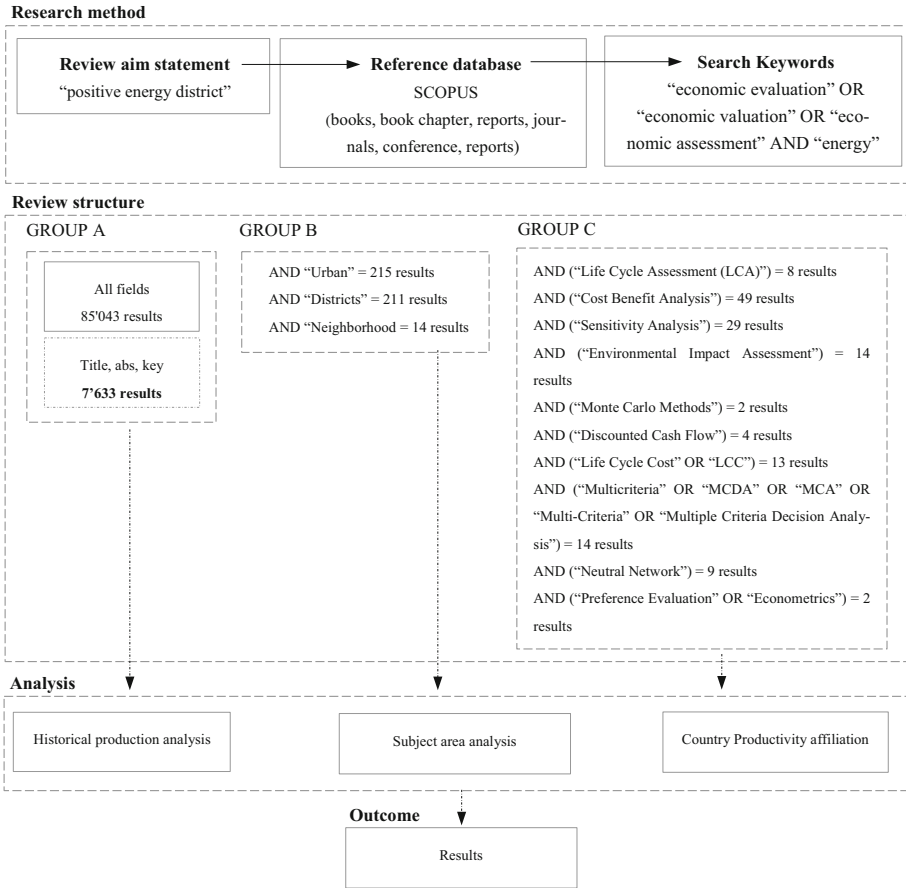 Research method
Review aim statement
“positive energy district”
Reference database
SCOPUS
(books, book chapter, reports, jour-
nals, conference, reports)
Search Keywords
“economic evaluation” OR
“economic valuation” OR “eco-
nomic assessment” AND “energy”
Review structure
GROUP A
All fields
85'043 results
Title, abs, key
7’633 results
GROUP B
AND “Urban” = 215 results
AND “Districts” = 211 results
AND “Neighborhood = 14 results
GROUP C
AND (“Life Cycle Assessment (LCA)”) = 8 results
AND (“Cost Benefit Analysis”) = 49 results
AND (“Sensitivity Analysis”) = 29 results
AND (“Environmental Impact Assessment”) = 14
results
AND (“Monte Carlo Methods”) = 2 results
AND (“Discounted Cash Flow”) = 4 results
AND (“Life Cycle Cost” OR “LCC”) = 13 results
AND (“Multicriteria” OR “MCDA” OR “MCA” OR
“Multi-Criteria” OR “Multiple Criteria Decision Analy-
sis”) = 14 results
AND (“Neutral Network”) = 9 results
AND (“Preference Evaluation” OR “Econometrics”) = 2
results
Analysis
Historical production analysis
Subject area analysis
Country Productivity affiliation
Outcome
Results